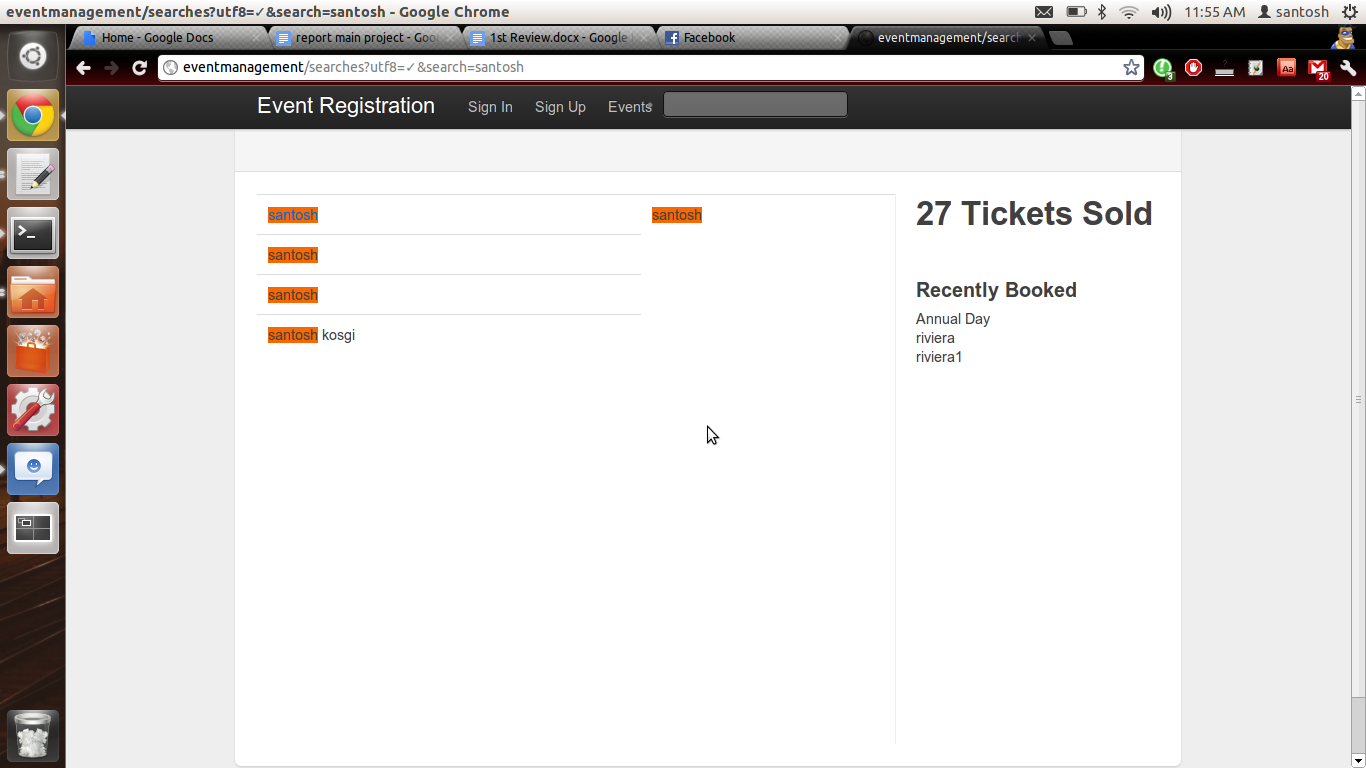 eventmanagement/searches?utf8=✓&search=santosh - Google Chrome
11:55 AM santosh
Home - Google Docs
report main project - Goo
1st Review.docx - Google
Facebook
eventmanagement/search
eventmanagement/searches?utf8=✓&search=santosh
3
Aa
20
Event Registration Sign In Sign Up Events
santosh santosh
santosh
santosh
santosh kosgi
27 Tickets Sold
Recently Booked
Annual Day
riviera
riviera1